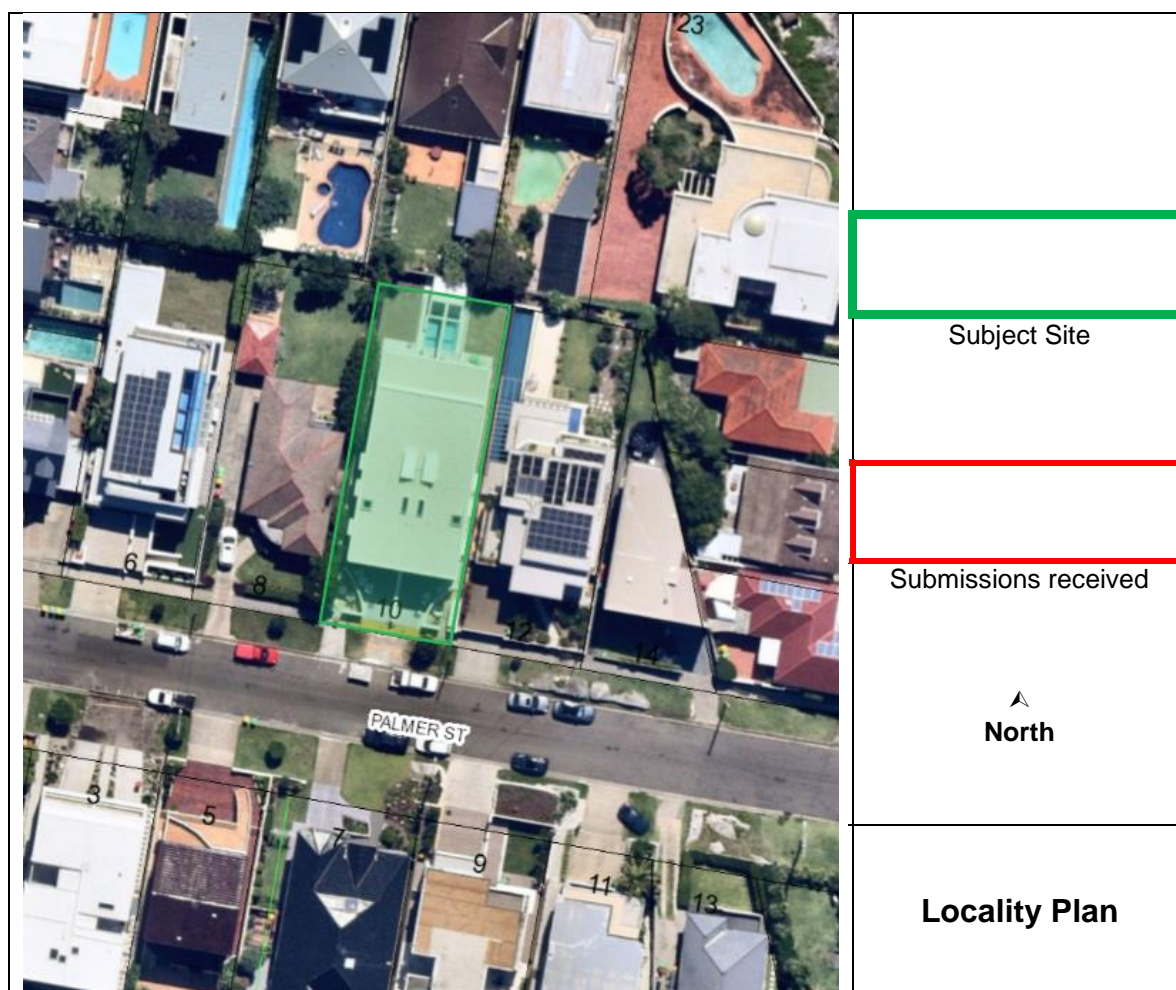 23
Subject Site
6
8
10
12
14
Submissions received
North
PALMER ST
3
5
7
9
11
13
Locality Plan